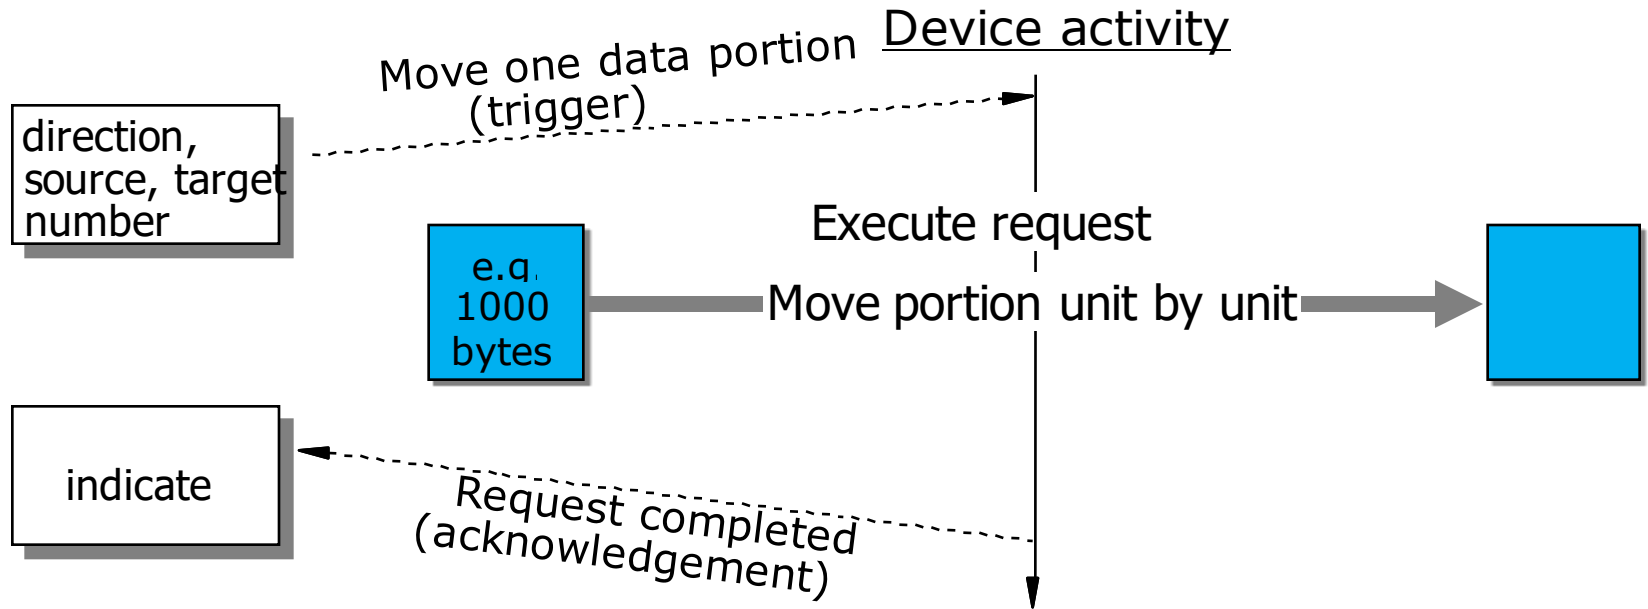 Device activity
Move one data portion
(trigger)
direction,
source, target
number
Execute request
e.g.
1000
bytes
Move portion unit by unit
indicate
Request completed
(acknowledgement)